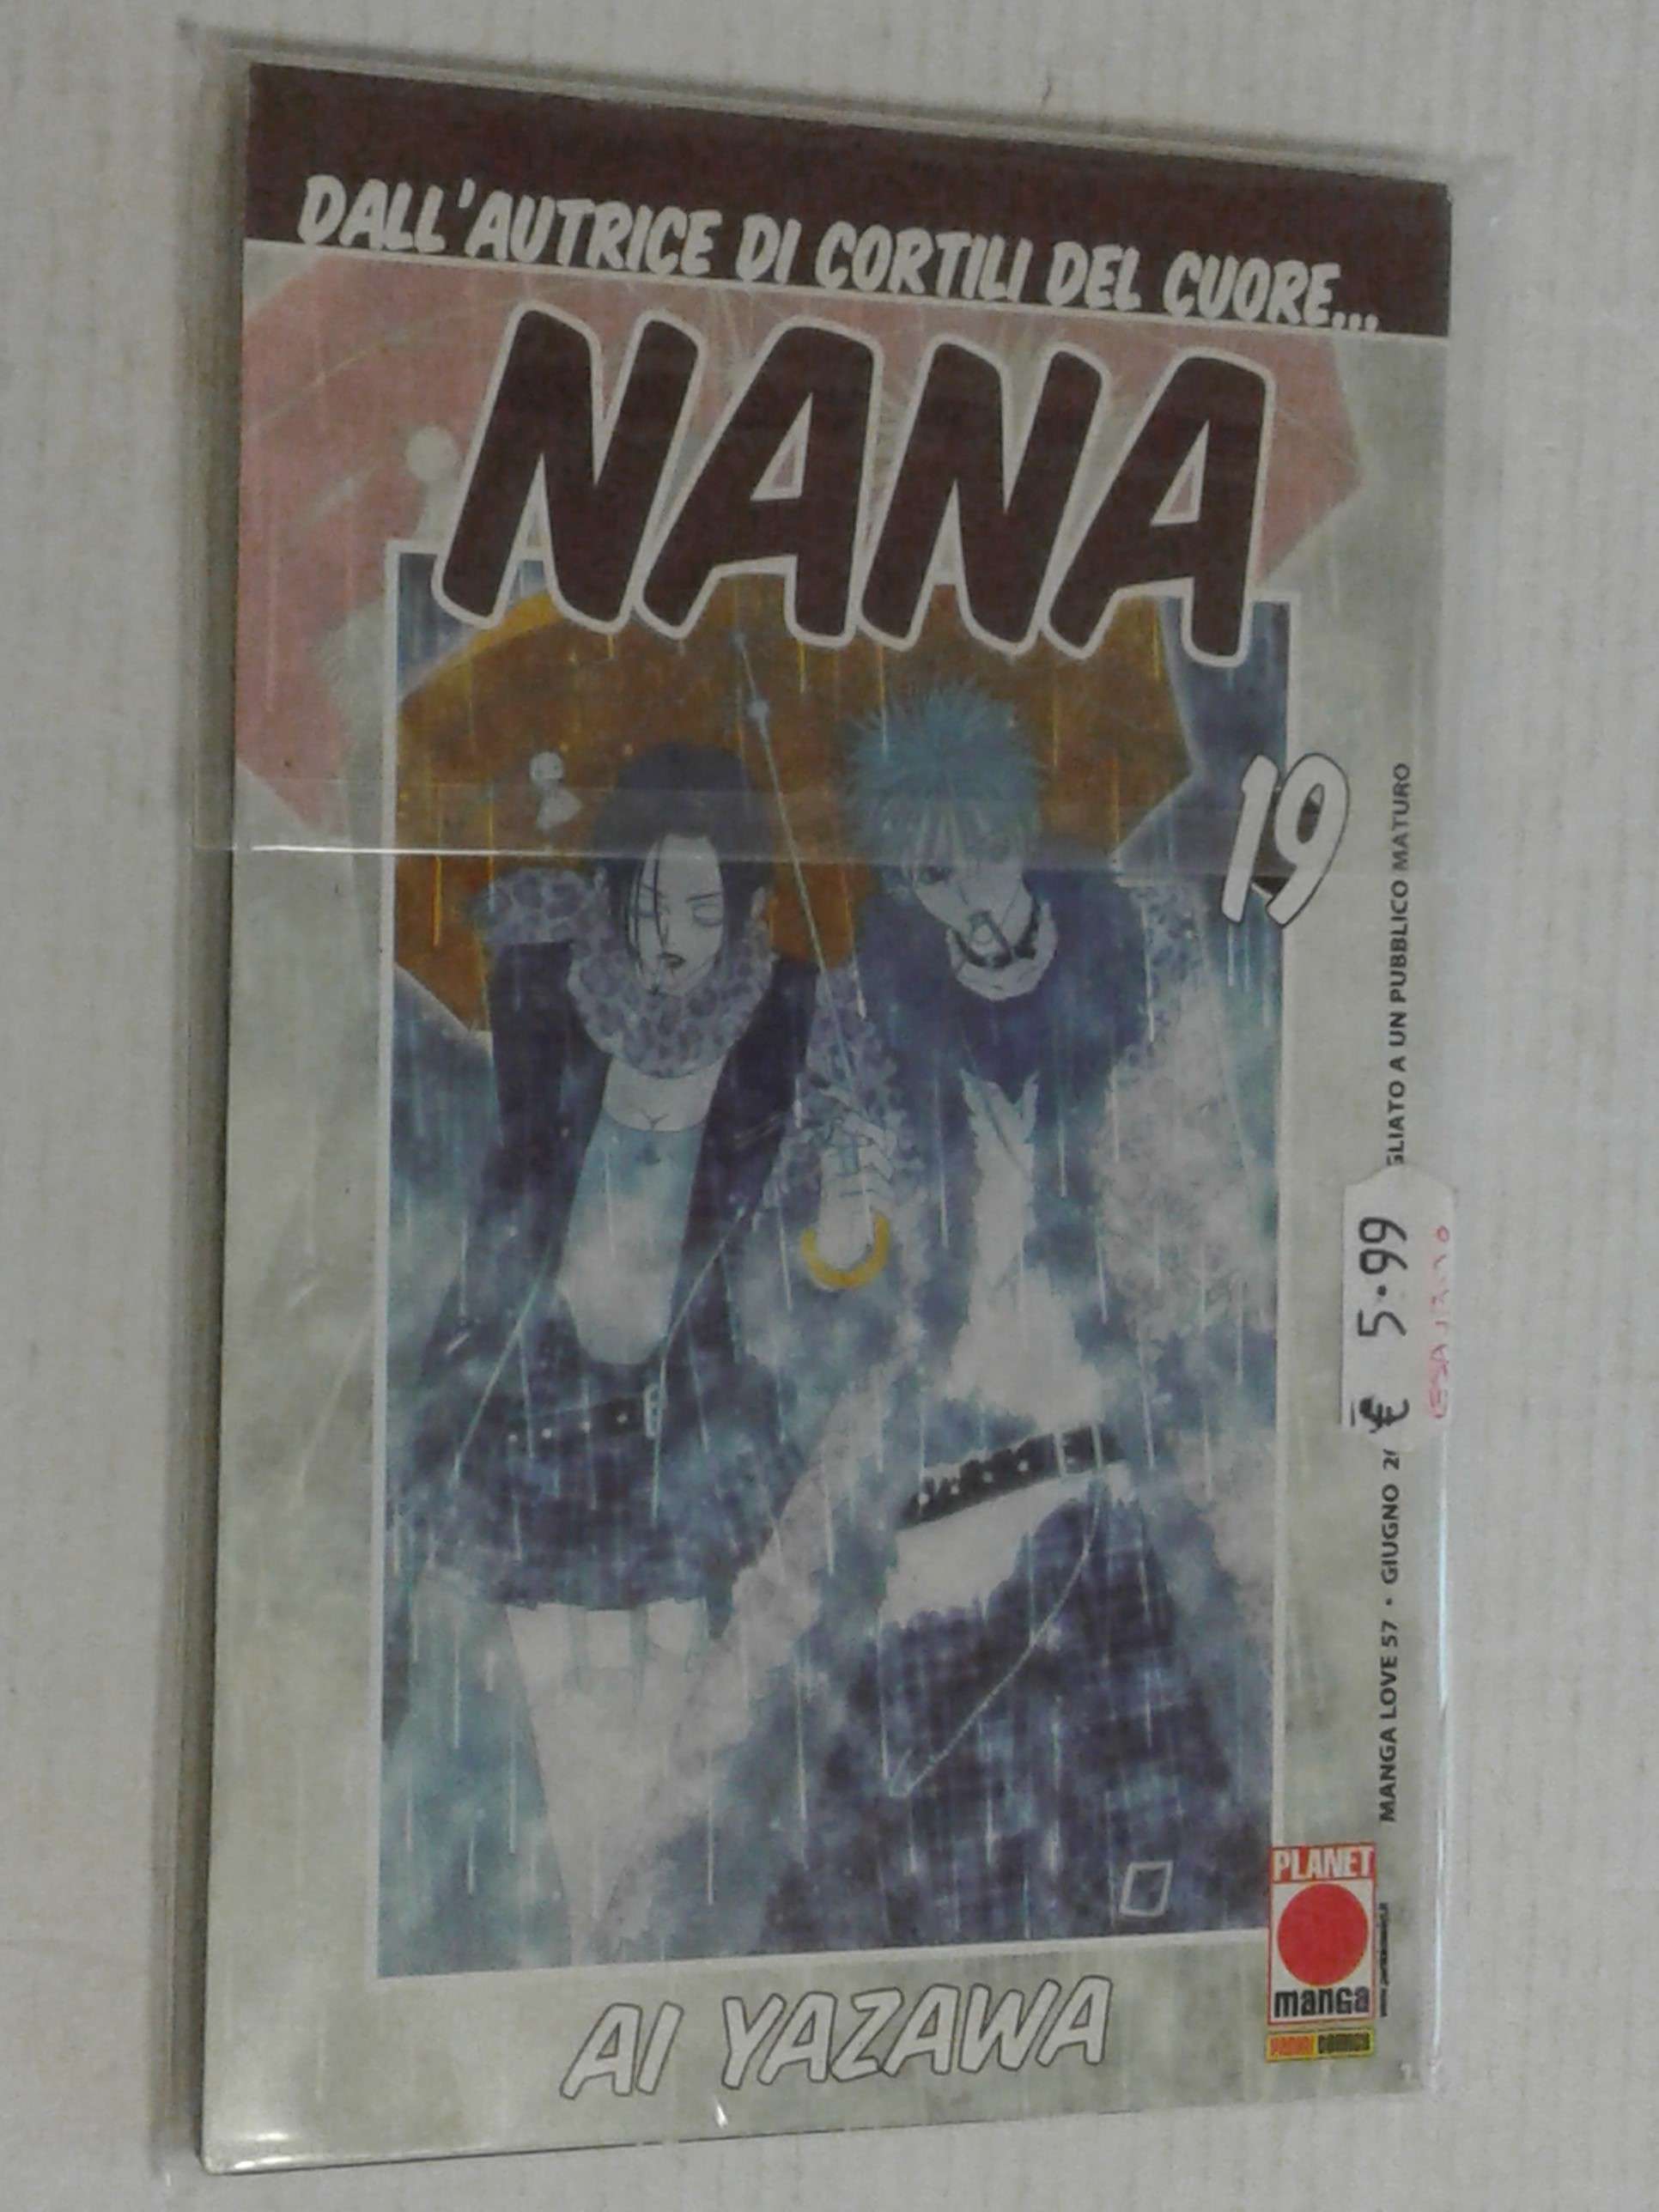 DALL'AUTRICE DI CORTILI DEL CUORE...
NANA
19
GLIATO A UN PUBBLICO MATURO
€ 5.99
MANGA LOVE 57 • GIUGNO 2
PLANET
manga
PANINI COMICS
AI YAZAWA